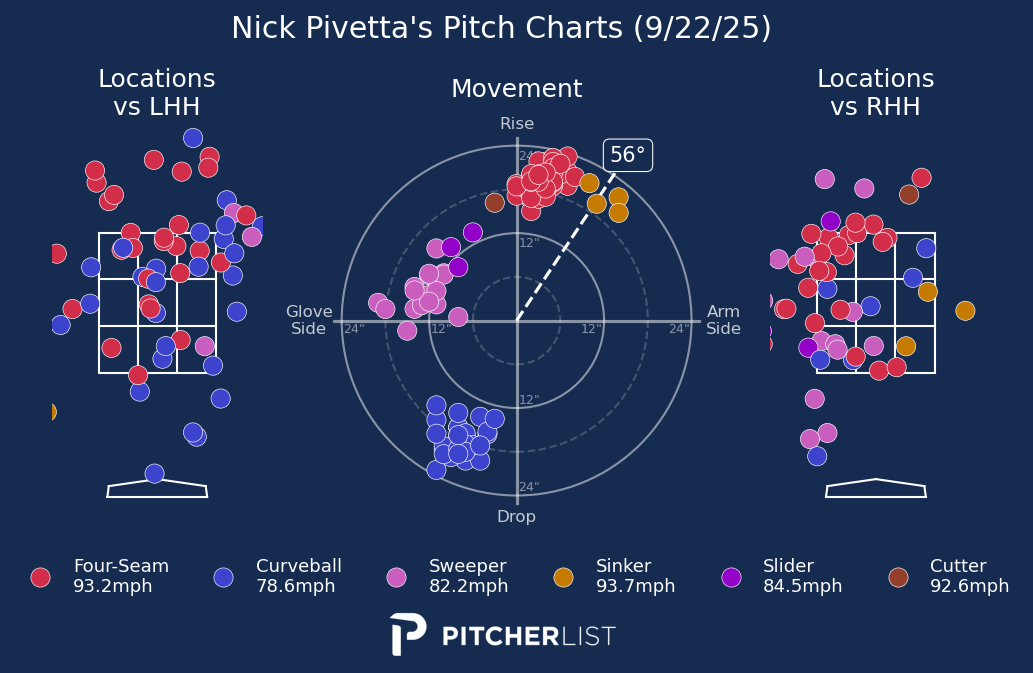 Nick Pivetta's Pitch Charts (9/22/25)
Locations
vs LHH
Movement
Locations
vs RHH
Rise
24"
56°
12"
Glove
Side
24"
12"
12"
24"
Arm
Side
12"
24"
Drop
Four-Seam
93.2mph
Curveball
78.6mph
Sweeper
82.2mph
Sinker
93.7mph
Slider
84.5mph
Cutter
92.6mph
PITCHERLIST